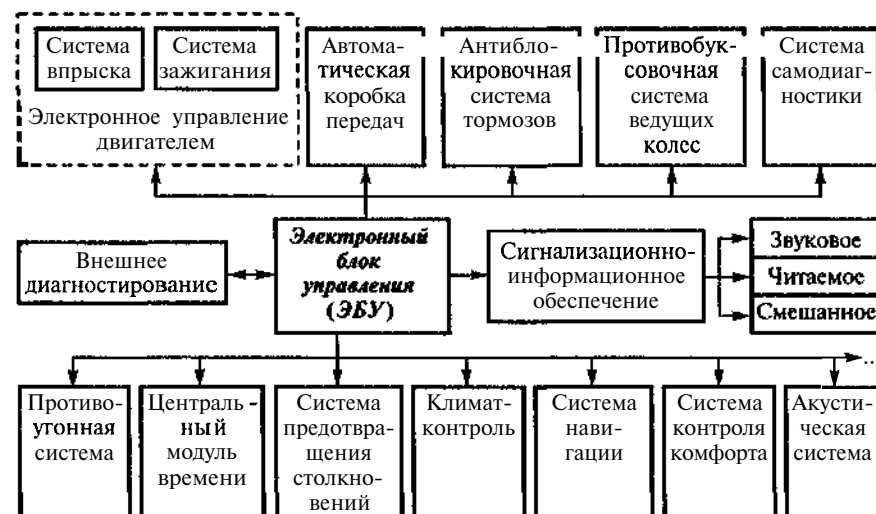 Система
впрыска
Система
зажигания
Электронное управление
двигателем
Автома-
тическая
коробка
передач
Антибло-
кировочная
система
тормозов
Противобук-
совочная
система
ведущих
колес
Система
самодиаг-
ностики
Внешнее
диагностирование
Электронный
блок
управления
(ЭБУ)
Сигнализационно-
информационное
обеспечение
Звуковое
Читаемое
Смешанное
...
Противо-
угонная
система
Централь-
ный
модуль
времени
Система
предотвра-
щения
столкно-
вений
Климат-
контроль
Система
нави-
гации
Система
контроля
комфорта
Акусти-
ческая
система